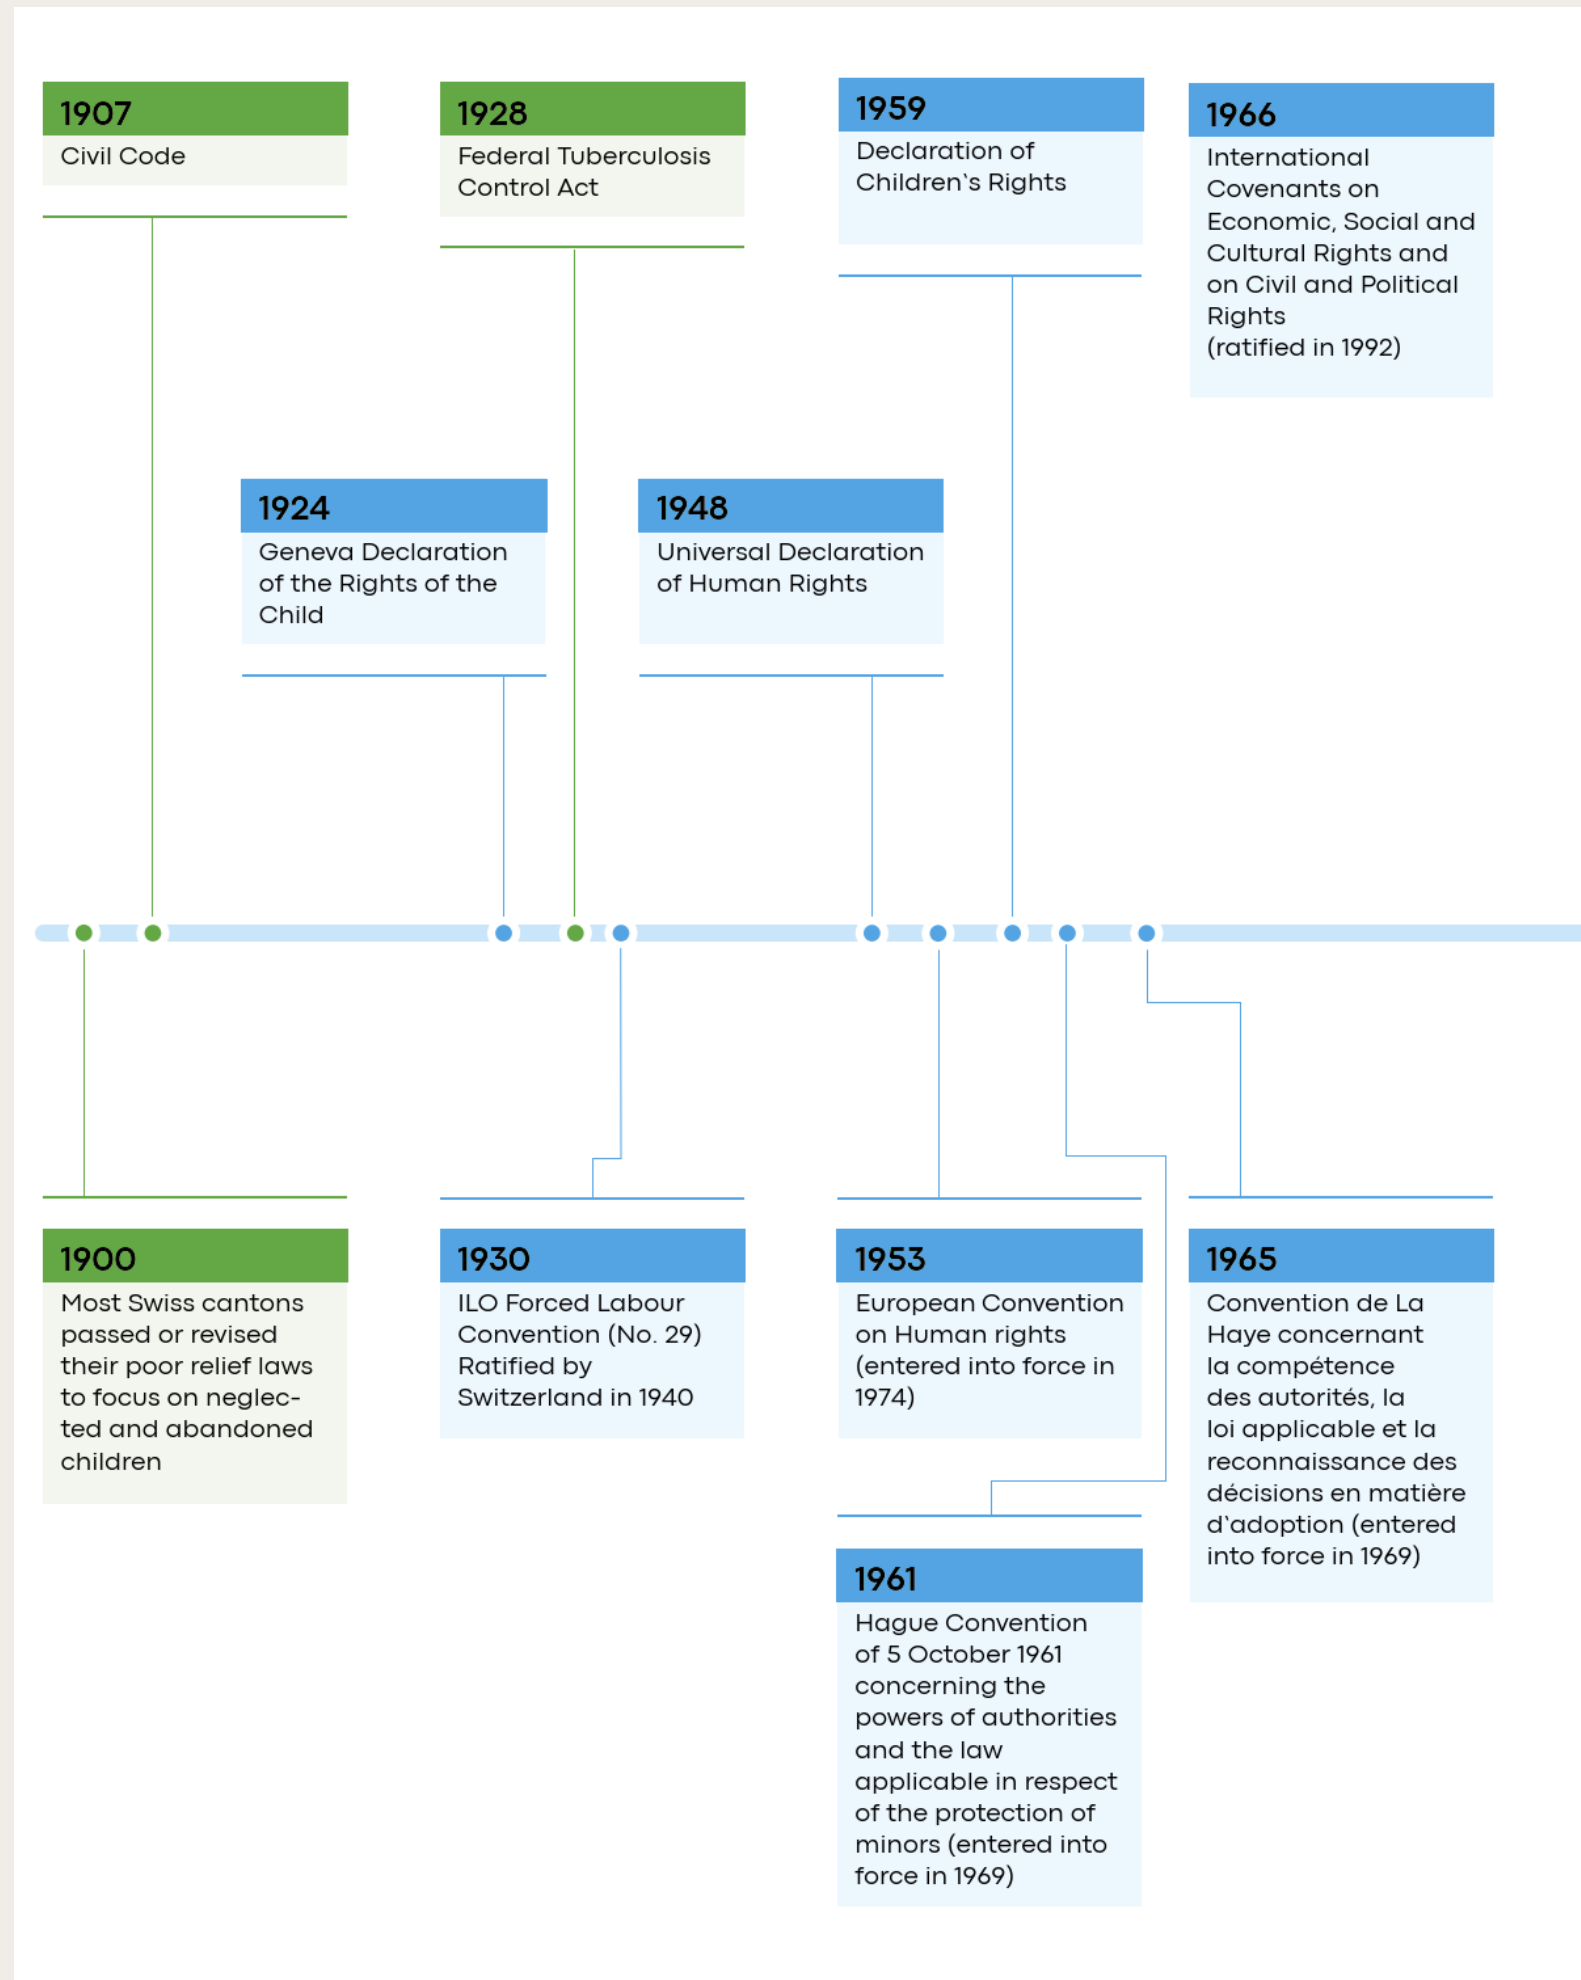 1907
Civil Code
1928
Federal Tuberculosis
Control Act
1959
Declaration of
Children‵s Rights
1966
International
Covenants on
Economic, Social and
Cultural Rights and
on Civil and Political
Rights
(ratified in 1992)
1924
Geneva Declaration
of the Rights of the
Child
1948
Universal Declaration
of Human Rights
1900
Most Swiss cantons
passed or revised
their poor relief laws
to focus on neglec-
ted and abandoned
children
1930
ILO Forced Labour
Convention (No. 29)
Ratified by
Switzerland in 1940
1953
European Convention
on Human rights
(entered into force in
1974)
1965
Convention de La
Haye concernant
la compétence
des autorités, la
loi applicable et la
reconnaissance des
décisions en matière
d‵adoption (entered
into force in 1969)
1961
Hague Convention
of 5 October 1961
concerning the
powers of authorities
and the law
applicable in respect
of the protection of
minors (entered into
force in 1969)